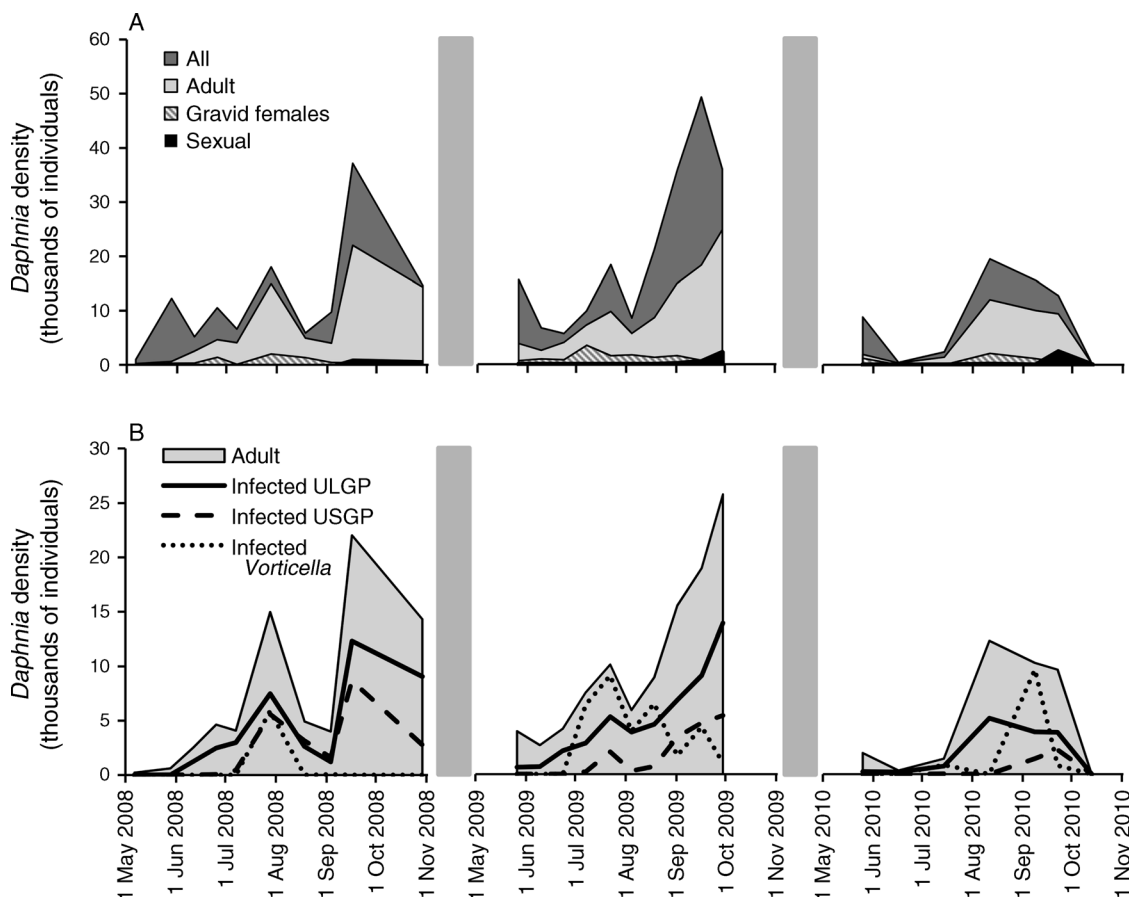 A
Daphnia density
(thousands of individuals)
60
50
40
30
20
10
0
All
Adult
Gravid females
Sexual
B
Daphnia density
(thousands of individuals)
30
25
20
15
10
5
0
Adult
Infected ULGP
Infected USGP
Infected
Vorticella
1 May 2008
1 Jun 2008
1 Jul 2008
1 Aug 2008
1 Sep 2008
1 Oct 2008
1 Nov 2008
1 May 2009
1 Jun 2009
1 Jul 2009
1 Aug 2009
1 Sep 2009
1 Oct 2009
1 Nov 2009
1 May 2010
1 Jun 2010
1 Jul 2010
1 Aug 2010
1 Sep 2010
1 Oct 2010
1 Nov 2010